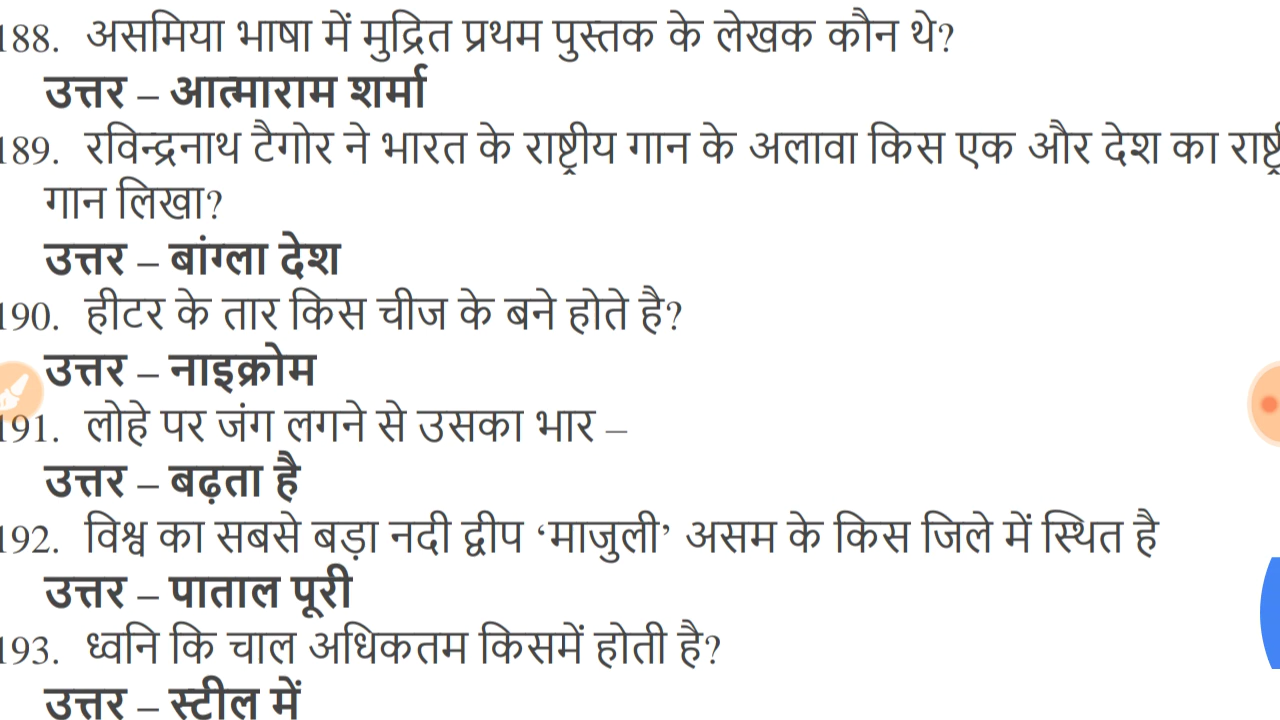 188. असमिया भाषा में मुद्रित प्रथम पुस्तक के लेखक कौन थे?
उत्तर – आत्माराम शर्मा
189. रविन्द्रनाथ टैगोर ने भारत के राष्ट्रीय गान के अलावा किस एक और देश का
गान लिखा?
उत्तर – बांग्ला देश
190. हीटर के तार किस चीज के बने होते है?
उत्तर – नाइक्रोम
191. लोहे पर जंग लगने से उसका भार –
उत्तर – बढ़ता है
192. विश्व का सबसे बड़ा नदी द्वीप ‘माजुली’ असम के किस जिले में स्थित है
उत्तर – पाताल पूरी
193. ध्वनि कि चाल अधिकतम किसमें होती है?
उत्तर – स्टील में